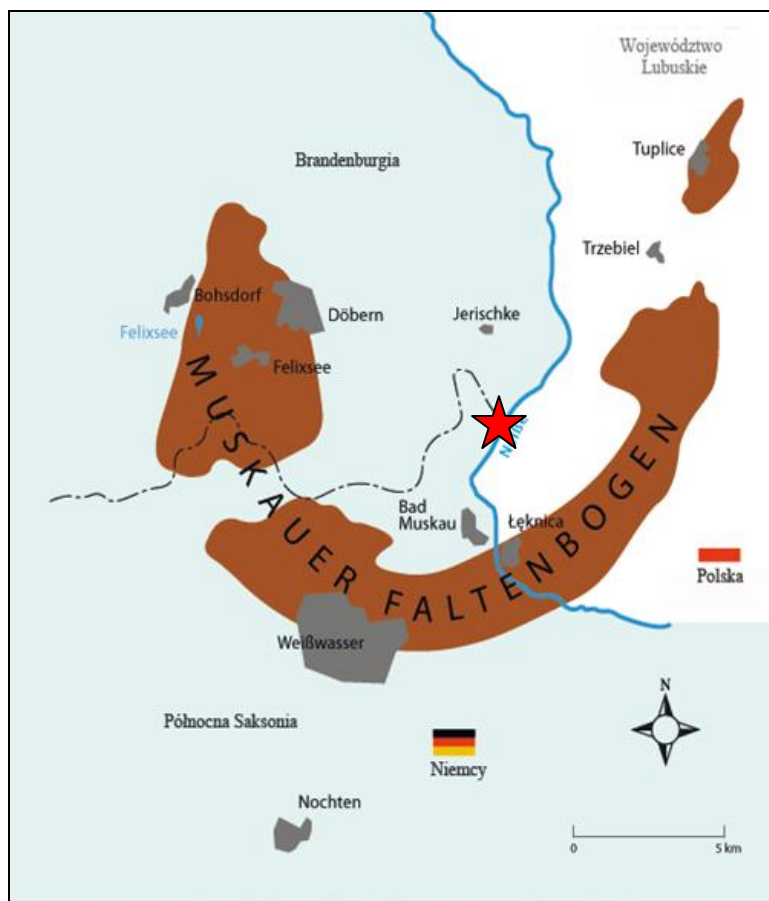 Województwo
Lubuskie
Tuplice
Brandenburgia
Trzebiel
Bohsdorf
Döbern
Jerischke
Felixsee
Felixsee
MUSKAUER FALTENBOGEN
Bad
Muskau
Łęknica
Polska
Weißwasser
Północna Saksonia
N
Niemcy
Nochten
0
5 km